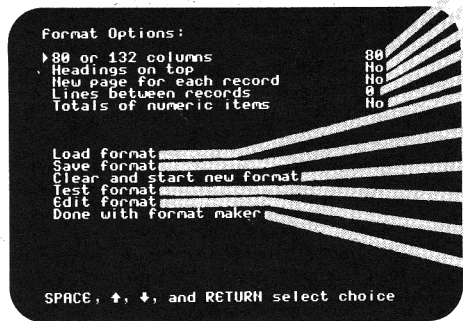 Format Options:
80 or 132 columns 80
Headings on top No
New page for each record No
Lines between records 0
Totals of numeric items No
Load format
Save format
Clear and start new format
Test format
Edit format
Done with format maker
SPACE, ↑, ↓, and RETURN select choice